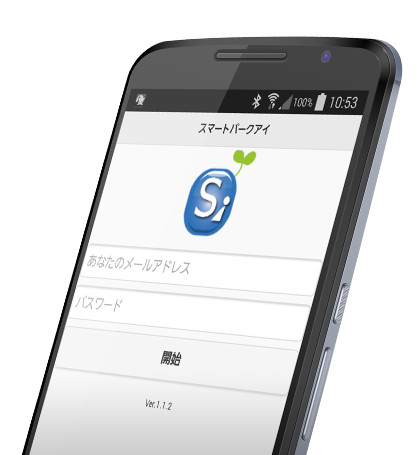 100% 10:53
スマートパークアイ
Si
あなたのメールアドレス
パスワード
開始
Ver.1.1.2